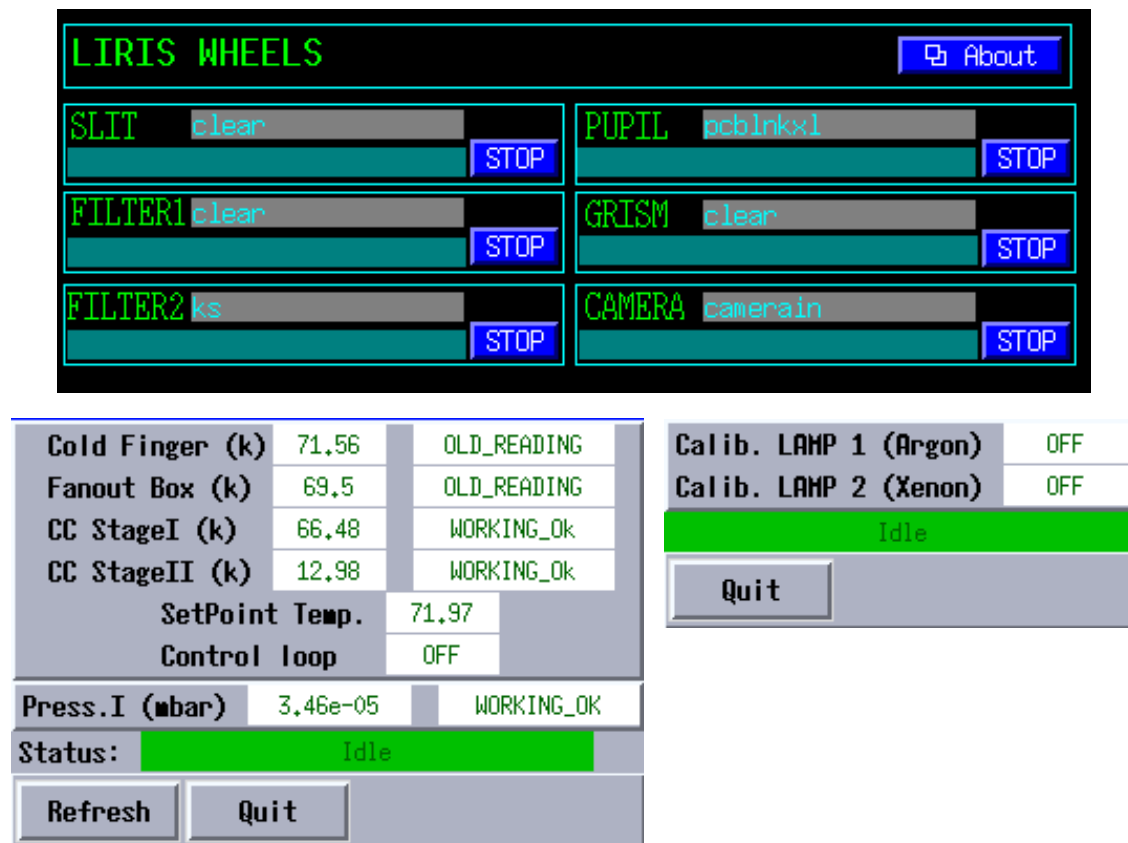 LIRIS WHEELS About
SLIT clear PUPIL pcblnkxl
STOP STOP
FILTER1 clear GRISM clear
STOP STOP
FILTER2 ks CAMERA camerain
STOP STOP
Cold Finger (k) 71.56 OLD_READING
Fanout Box (k) 69.5 OLD_READING
CC StageI (k) 66.48 WORKING_Ok
CC StageII (k) 12.98 WORKING_Ok
SetPoint Temp. 71.97
Control loop OFF
Press.I (mbar) 3.46e-05 WORKING_OK
Status: Idle
Refresh Quit
Calib. LAMP 1 (Argon) OFF
Calib. LAMP 2 (Xenon) OFF
Idle
Quit